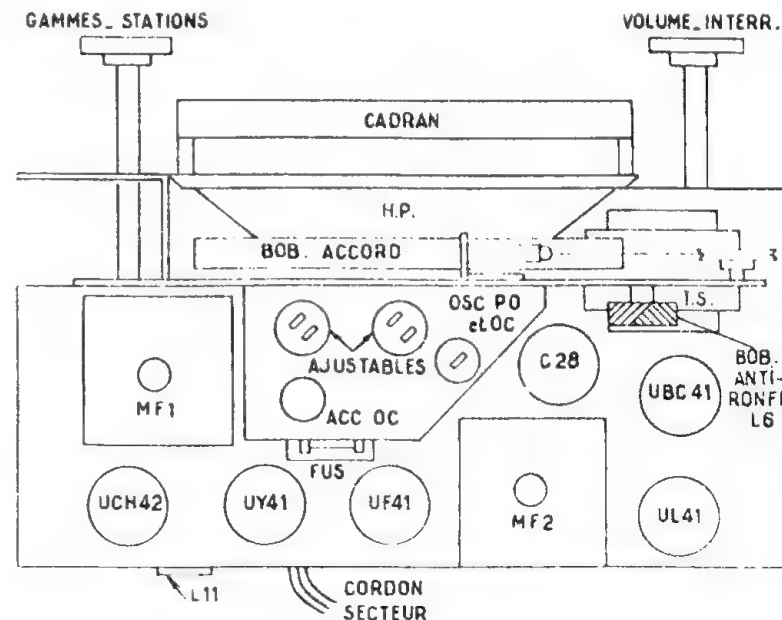 GAMMES_STATIONS
VOLUME_INTERR.
CADRAN
H.P.
BOB. ACCORD
3
T.S.
OSC PO
et OC
AJUSTABLES
C28
BOB.
ANTI-
RONFL
L6
UBC41
MF1
ACC OC
FUS
UCH42
UY41
UF41
MF2
UL41
L11
CORDON
SECTEUR